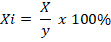 Xi = X/y x 100%